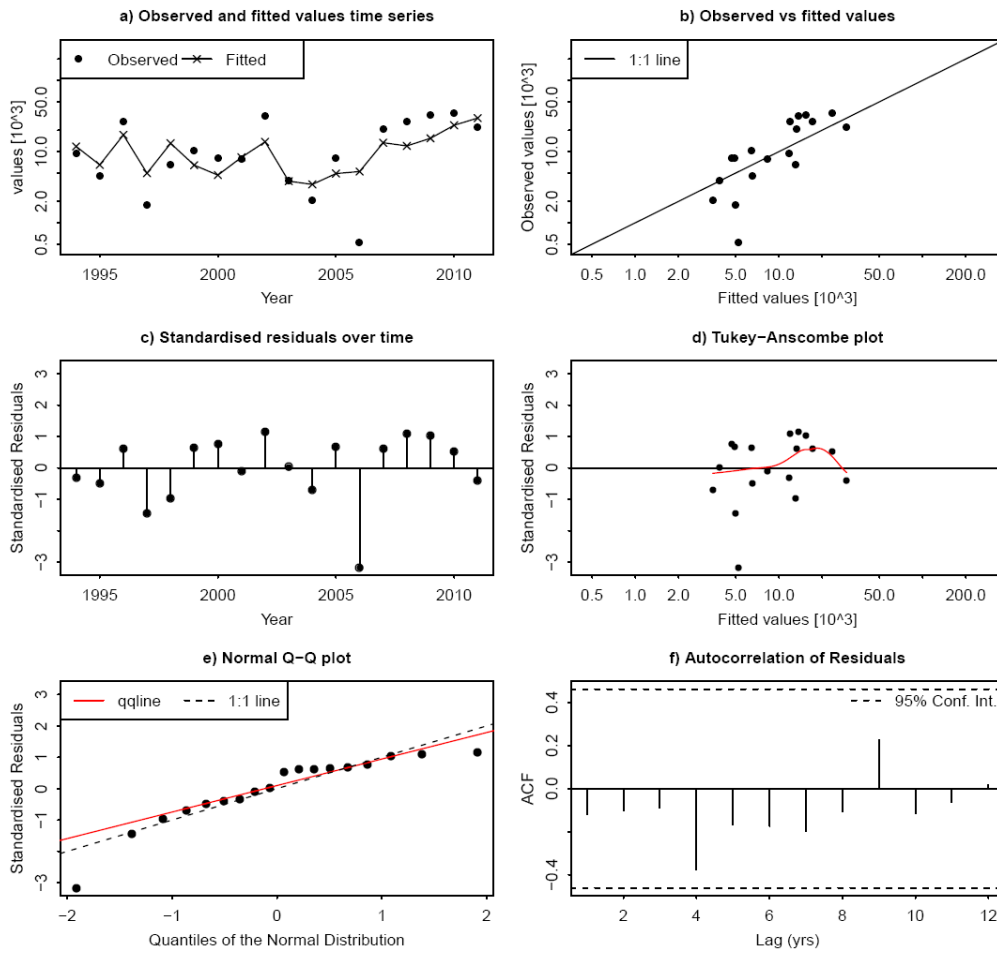 a) Observed and fitted values time series
Observed Fitted
values [10^3]
0.5 2.0 10.0 50.0
1995 2000 2005 2010
Year
b) Observed vs fitted values
1:1 line
Observed values [10^3]
0.5 2.0 10.0 50.0
0.5 1.0 2.0 5.0 10.0 50.0 200.0
Fitted values [10^3]
c) Standardised residuals over time
Standardised Residuals
−3 −1 0 1 2 3
1995 2000 2005 2010
Year
d) Tukey−Anscombe plot
Standardised Residuals
−3 −1 0 1 2 3
0.5 1.0 2.0 5.0 10.0 50.0 200.0
Fitted values [10^3]
e) Normal Q−Q plot
qqline 1:1 line
Standardised Residuals
−3 −1 0 1 2 3
−2 −1 0 1 2
Quantiles of the Normal Distribution
f) Autocorrelation of Residuals
95% Conf. Int.
ACF
−0.4 0.0 0.2 0.4
2 4 6 8 10 12
Lag (yrs)